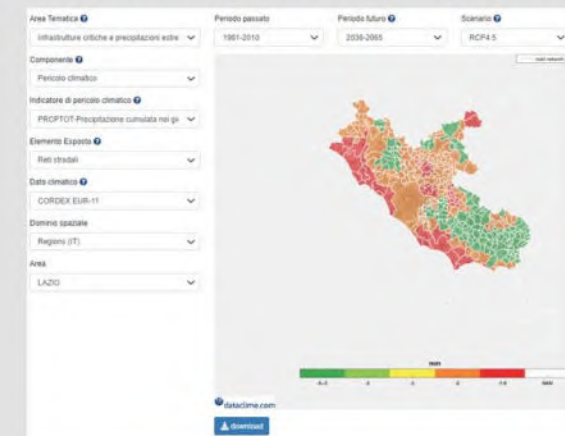 Area Tematica
Infrastrutture critiche e precipitazioni estre
Componente
Pericolo climatico
Indicatore di pericolo climatico
PRCPTOT-Precipitazione cumulata nei gi
Elemento Esposto
Reti stradali
Dato climatico
CORDEX EUR-11
Dominio spaziale
Regions (IT)
Area
LAZIO
Periodo passato
1981-2010
Periodo futuro
2036-2065
Scenario
RCP4.5
dataclime.com
download